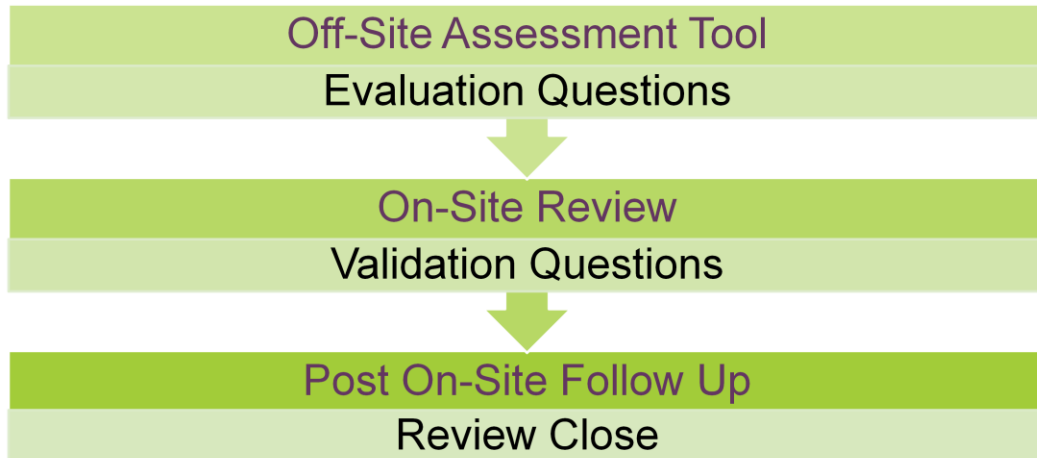 Off-Site Assessment Tool
Evaluation Questions
On-Site Review
Validation Questions
Post On-Site Follow Up
Review Close